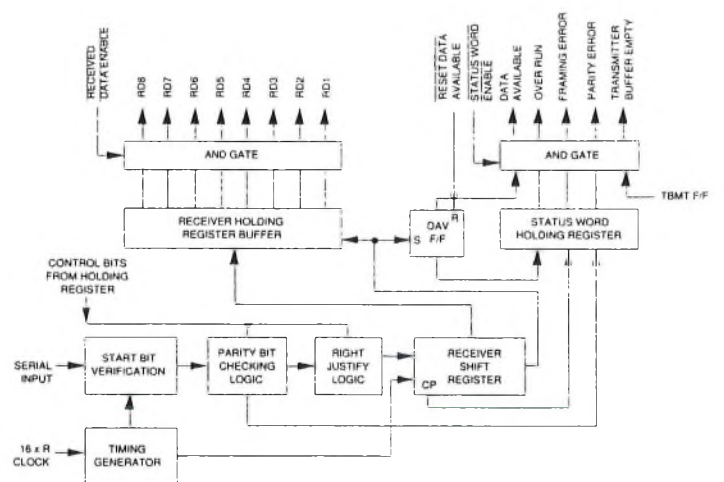 RECEIVED
DATA ENABLE
RD8
RD7
RD6
RD5
RD4
RD3
RD2
RD1
RESET DATA
AVAILABLE
STATUS WORD
ENABLE
DATA
AVAILABLE
OVER RUN
FRAMING ERROR
PARITY ERROR
TRANSMITTER
BUFFER EMPTY
AND GATE
AND GATE
TBMT F/F
RECEIVER HOLDING
REGISTER BUFFER
S
DAV
F/F
R
STATUS WORD
HOLDING REGISTER
CONTROL BITS
FROM HOLDING
REGISTER
SERIAL
INPUT
START BIT
VERIFICATION
PARITY BIT
CHECKING
LOGIC
RIGHT
JUSTIFY
LOGIC
RECEIVER
SHIFT
REGISTER
CP
16 x R
CLOCK
TIMING
GENERATOR